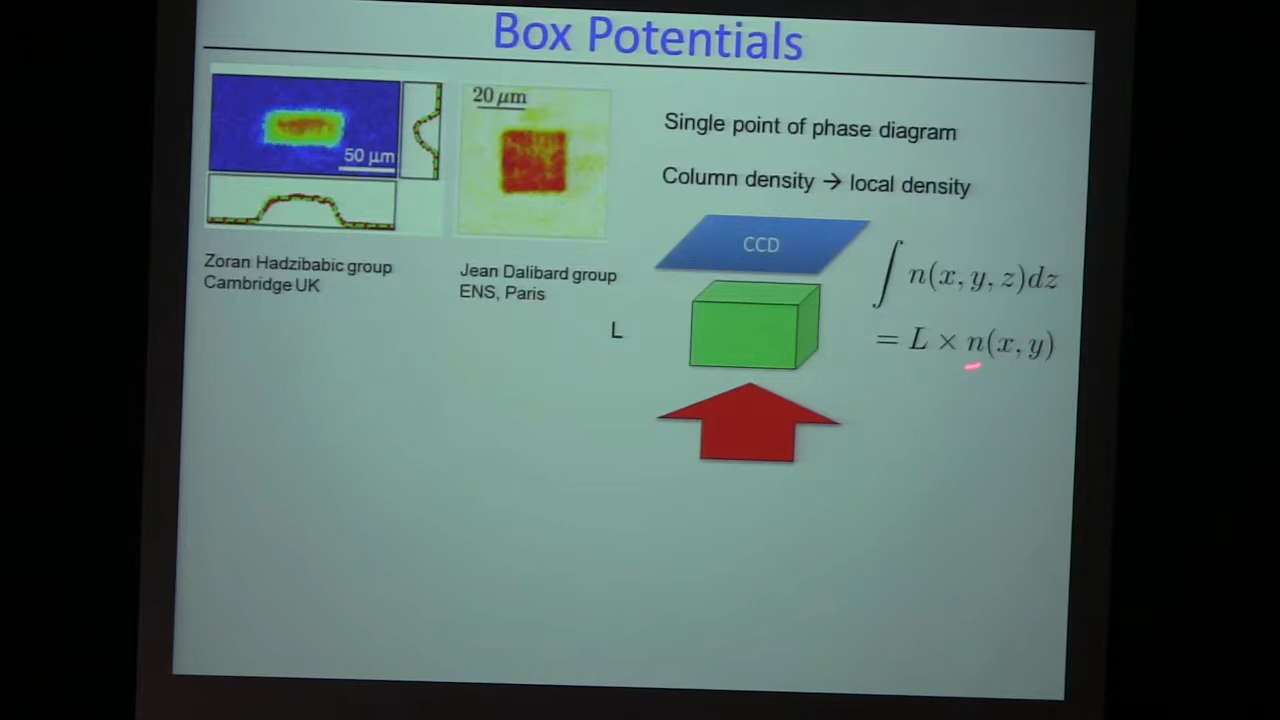 Box Potentials
50 µm
20 µm
Zoran Hadzibabic group
Cambridge UK
Jean Dalibard group
ENS, Paris
Single point of phase diagram
Column density → local density
CCD
L
∫ n(x, y, z)dz
= L × n(x, y)